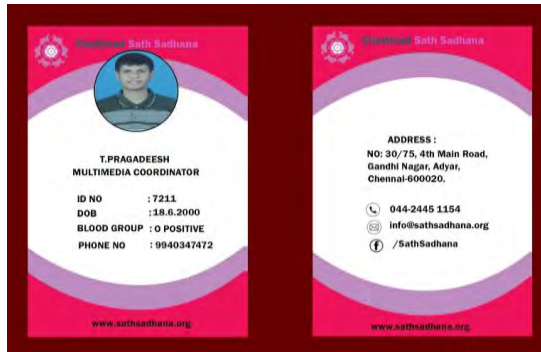 Sath Sadhana
T.PRAGADEESH
MULTIMEDIA COORDINATOR
ID NO : 7211
DOB :18.6.2000
BLOOD GROUP : O POSITIVE
PHONE NO : 9940347472
www.sathsadhana.org
Sath Sadhana
ADDRESS :
NO: 30/75, 4th Main Road,
Gandhi Nagar, Adyar,
Chennai-600020.
044-2445 1154
info@sathsadhana.org
/SathSadhana
www.sathsadhana.org